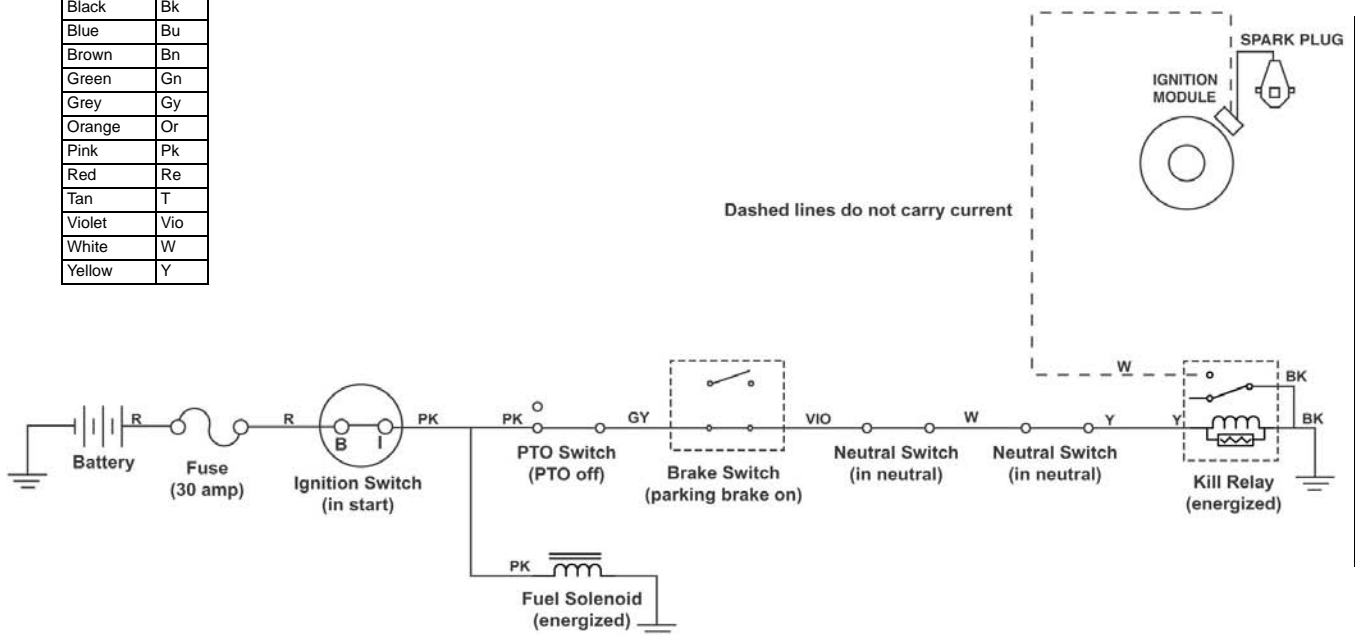 Black Bk
Blue Bu
Brown Bn
Green Gn
Grey Gy
Orange Or
Pink Pk
Red Re
Tan T
Violet Vio
White W
Yellow Y
SPARK PLUG
IGNITION
MODULE
Dashed lines do not carry current
W
BK
R
R
PK
PK
GY
VIO
W
Y
Y
BK
B
I
Battery
Fuse
(30 amp)
Ignition Switch
(in start)
PTO Switch
(PTO off)
Brake Switch
(parking brake on)
Neutral Switch
(in neutral)
Neutral Switch
(in neutral)
Kill Relay
(energized)
PK
Fuel Solenoid
(energized)